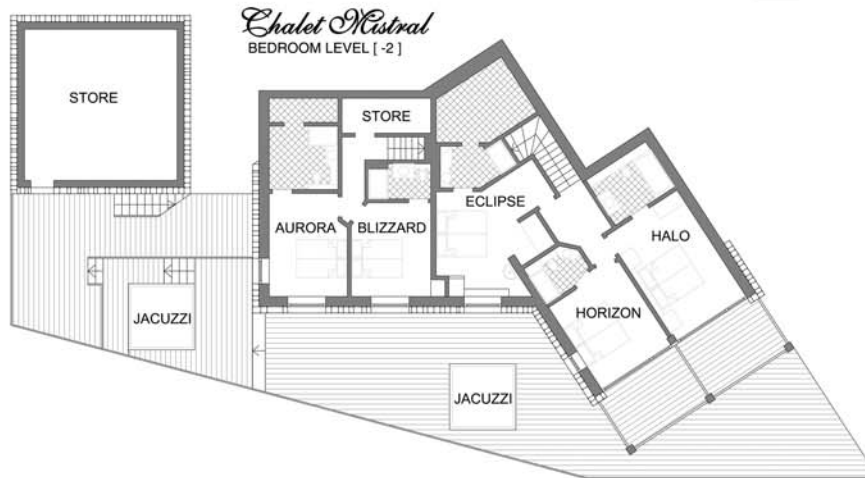 Chalet Mistral
BEDROOM LEVEL [ -2 ]
STORE
STORE
AURORA
BLIZZARD
ECLIPSE
HALO
HORIZON
JACUZZI
JACUZZI